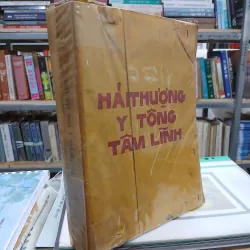 HẢI THƯỢNG
Y TÔNG
TÂM LĨNH